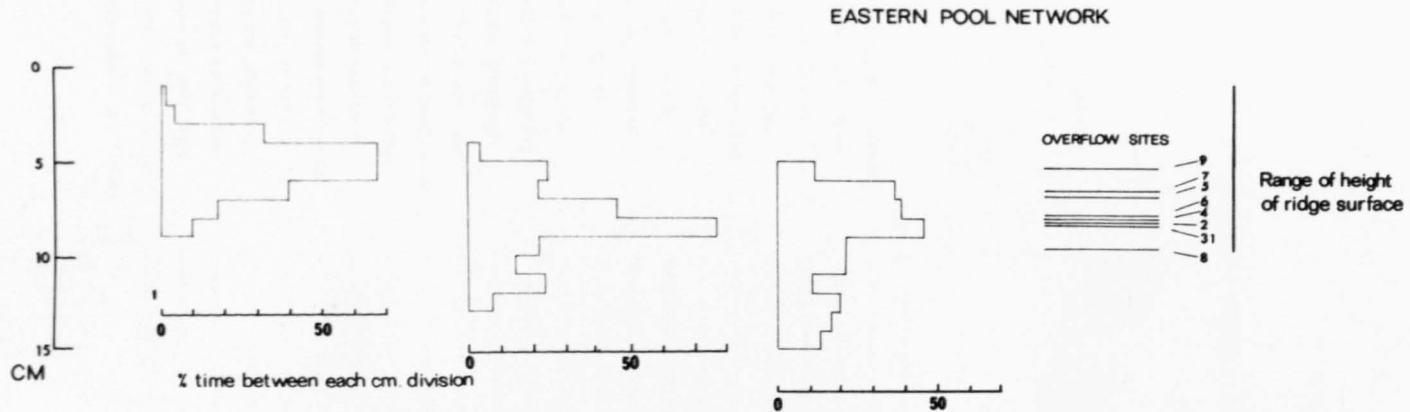 EASTERN POOL NETWORK
0
5
10
15
CM
1
0 50
% time between each cm. division
0 50
0 50
OVERFLOW SITES
9
7
5
6
4
2
31
8
Range of height
of ridge surface